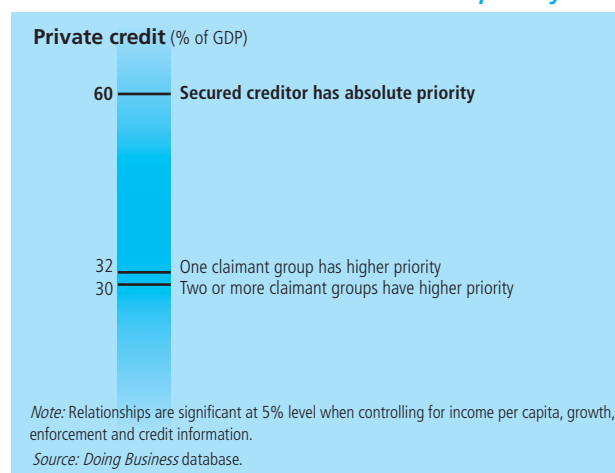 Private credit (% of GDP)
60 Secured creditor has absolute priority
32 One claimant group has higher priority
30 Two or more claimant groups have higher priority
Note: Relationships are significant at 5% level when controlling for income per capita, growth,
enforcement and credit information.
Source: Doing Business database.